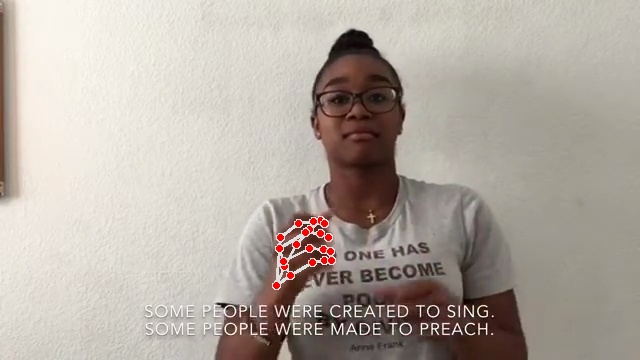 ONE HAS
EVER BECOME
Anne Frank
SOME PEOPLE WERE CREATED TO SING.
SOME PEOPLE WERE MADE TO PREACH.